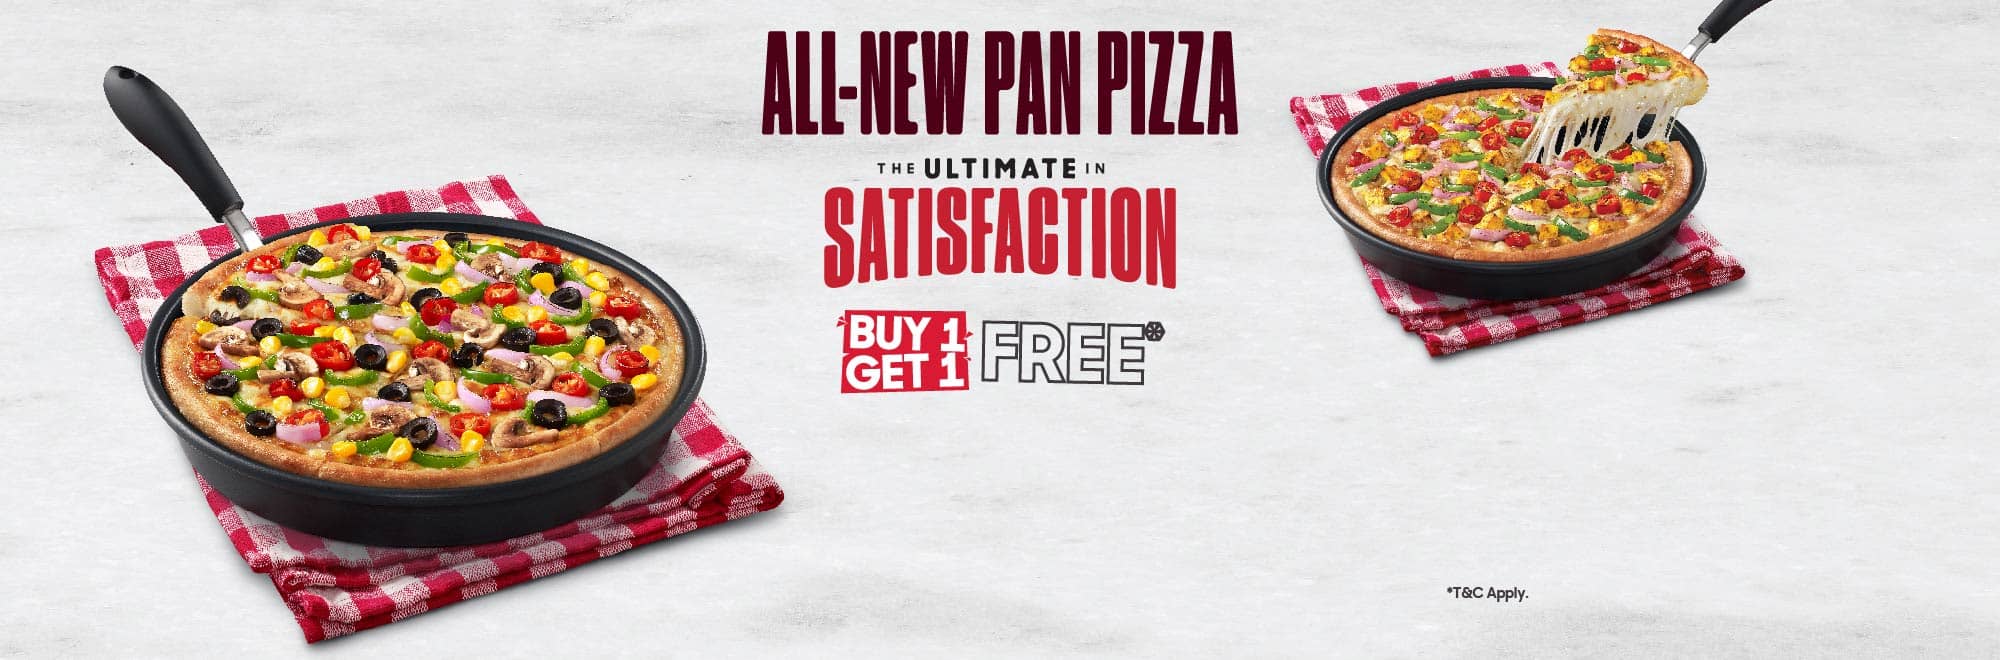 ALL-NEW PAN PIZZA
THE ULTIMATE IN
SATISFACTION
BUY 1
GET 1
FREE*
*T&C Apply.